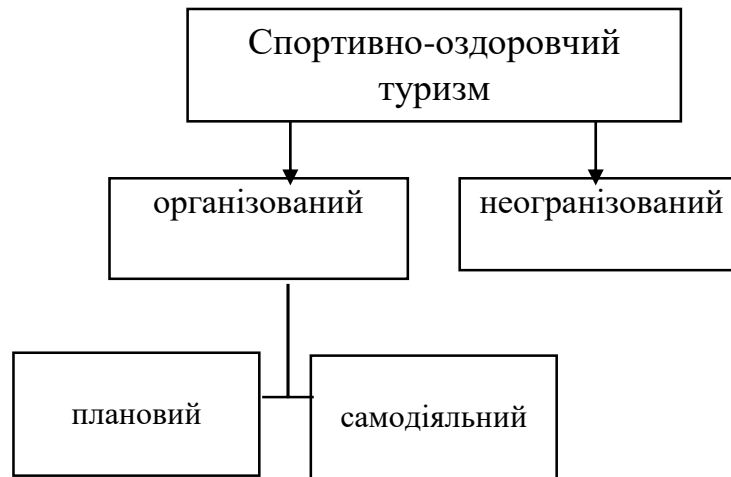 Спортивно-оздоровчий
туризм
організований
неогранізований
плановий
самодіяльний